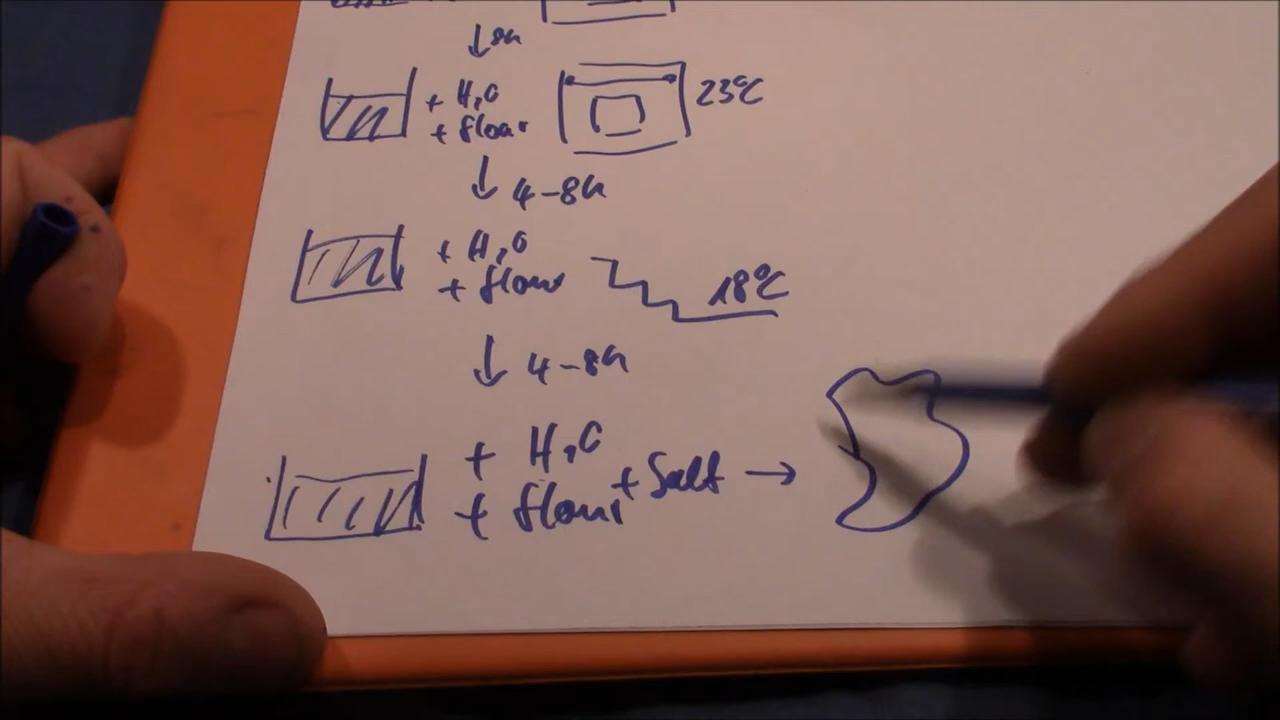 8h
+ H₂O
+ flour 23°C
4-8h
+ H₂O
+ flour 18°C
4-8h
+ H₂O
+ flour + Salt →